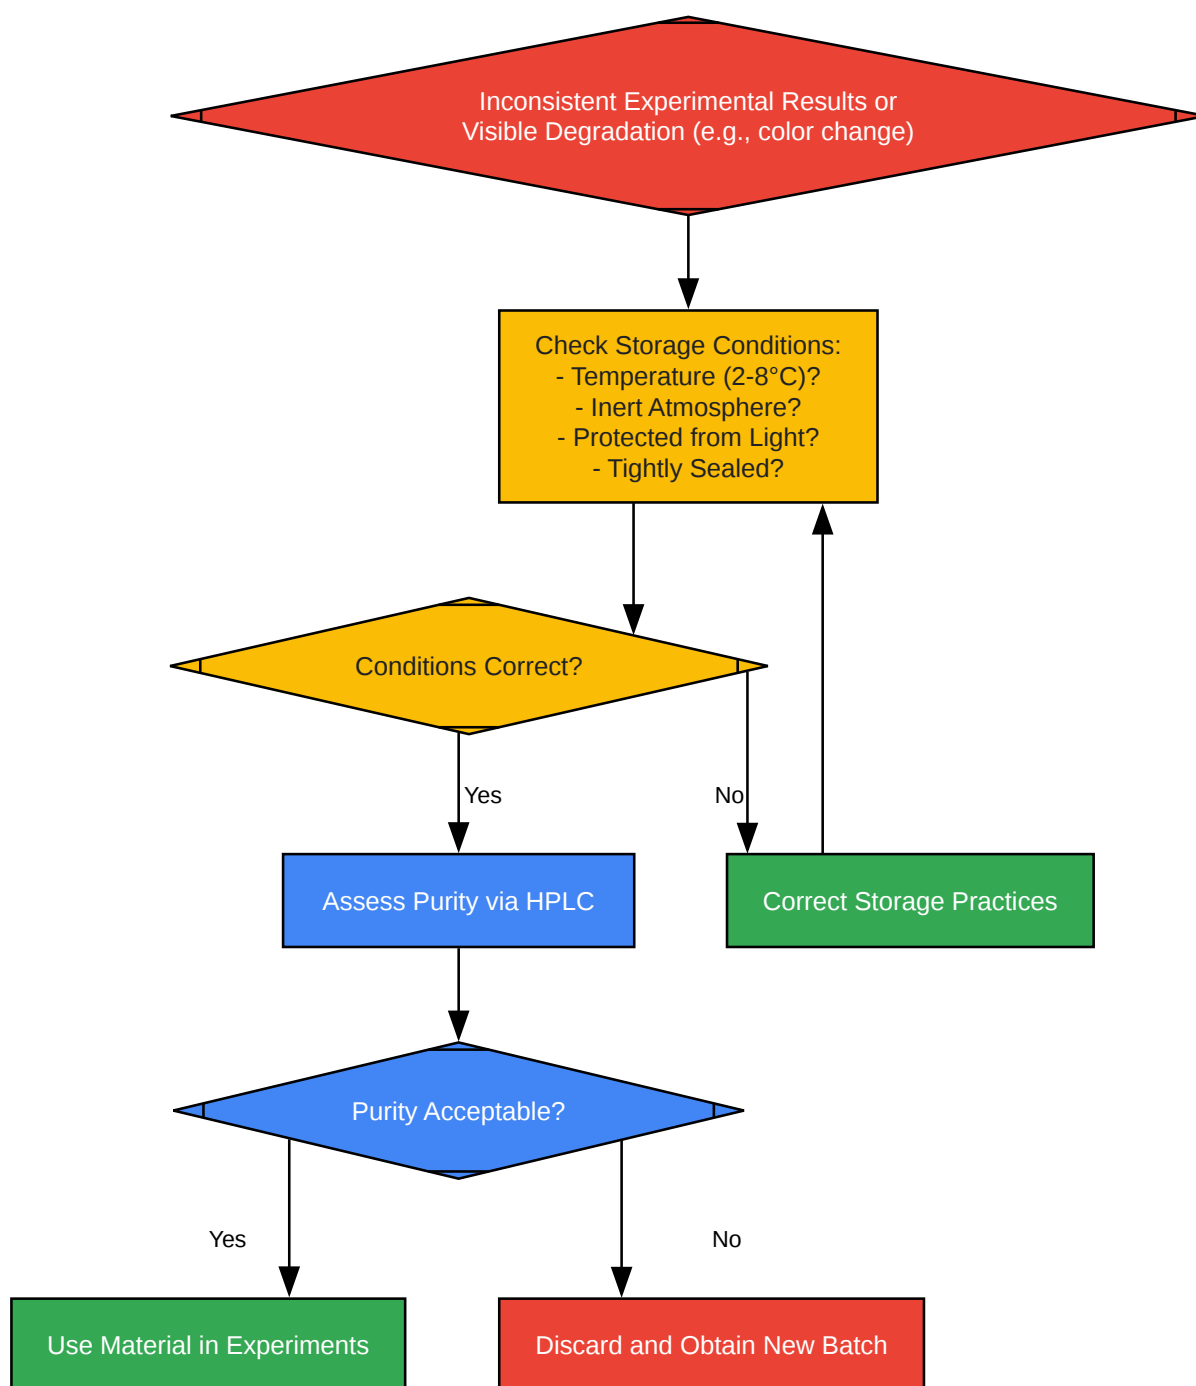 Inconsistent Experimental Results or
Visible Degradation (e.g., color change)
Check Storage Conditions:
- Temperature (2-8°C)?
- Inert Atmosphere?
- Protected from Light?
- Tightly Sealed?
Conditions Correct?
Yes
No
Assess Purity via HPLC
Correct Storage Practices
Purity Acceptable?
Yes
No
Use Material in Experiments
Discard and Obtain New Batch